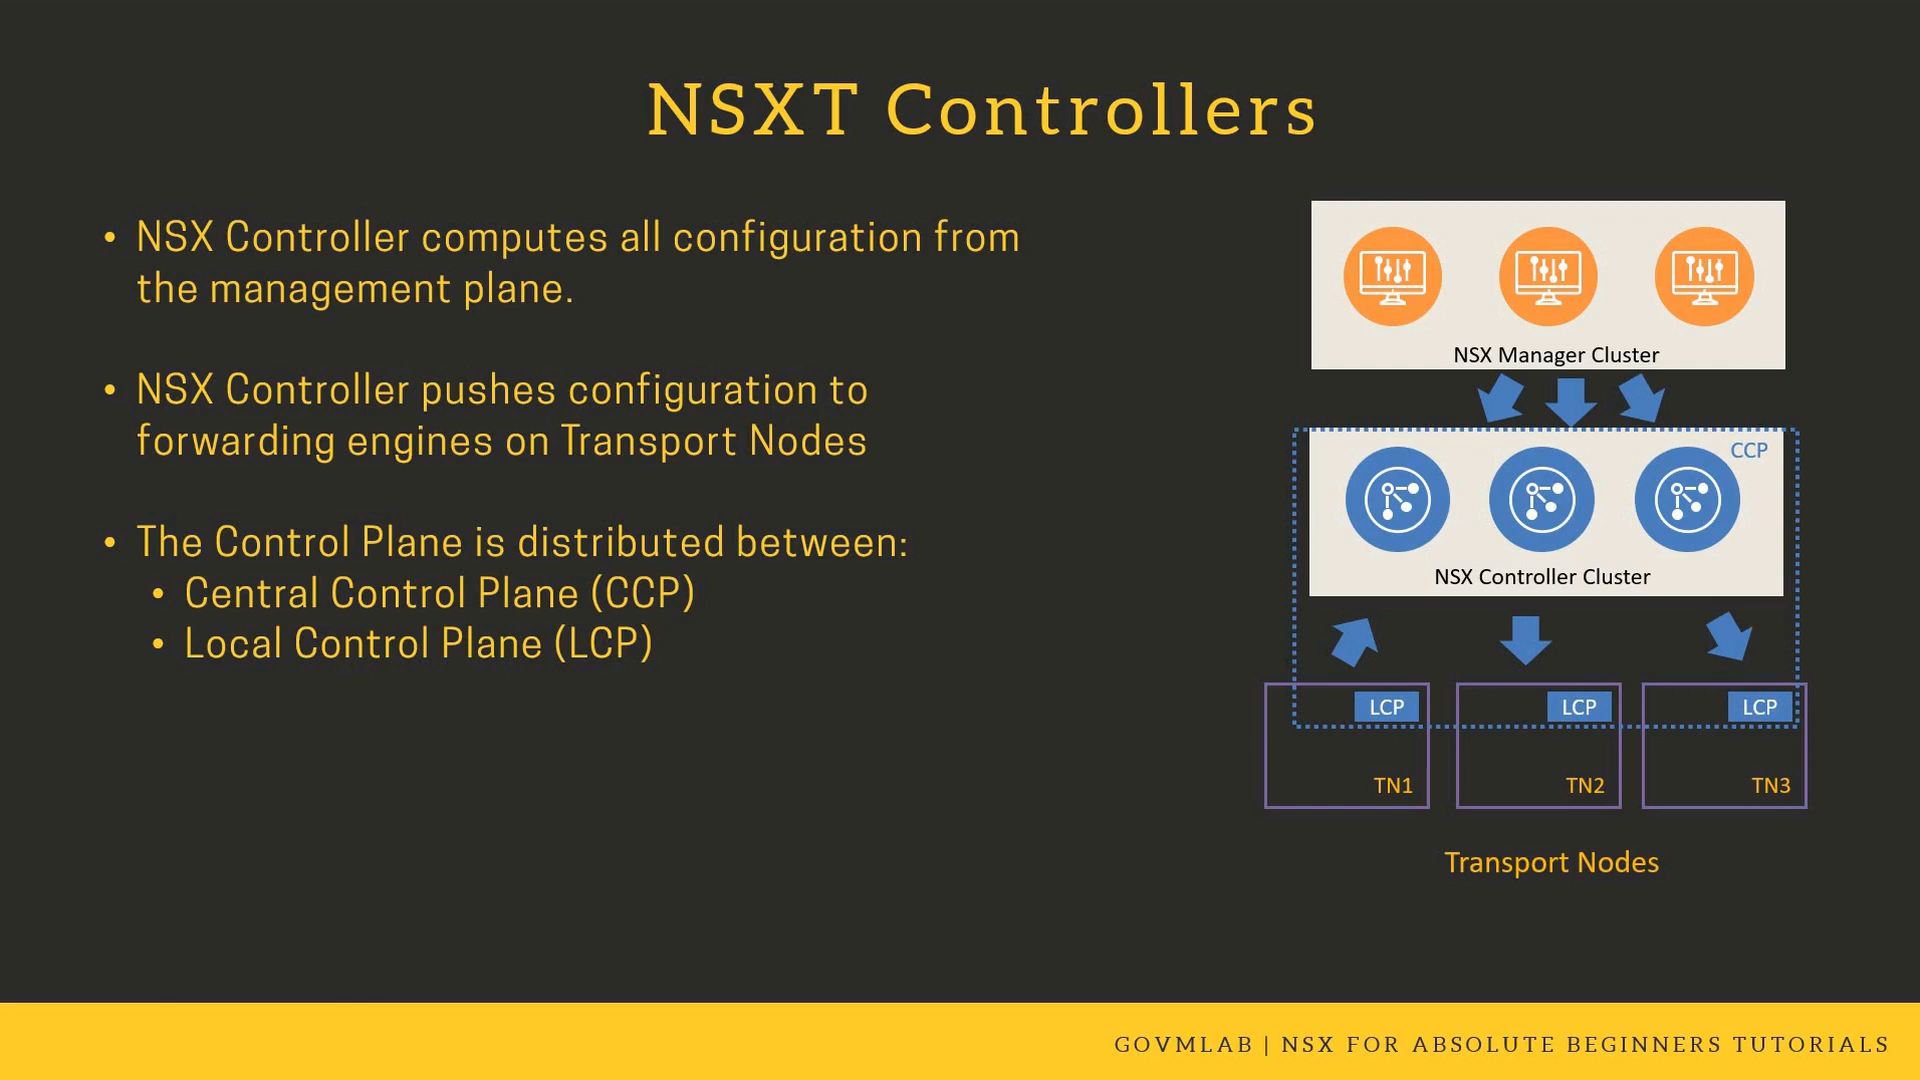 NSXT Controllers
• NSX Controller computes all configuration from
the management plane.
• NSX Controller pushes configuration to
forwarding engines on Transport Nodes
• The Control Plane is distributed between:
• Central Control Plane (CCP)
• Local Control Plane (LCP)
NSX Manager Cluster
CCP
NSX Controller Cluster
LCP
LCP
LCP
TN1
TN2
TN3
Transport Nodes
GOVMLAB | NSX FOR ABSOLUTE BEGINNERS TUTORIALS